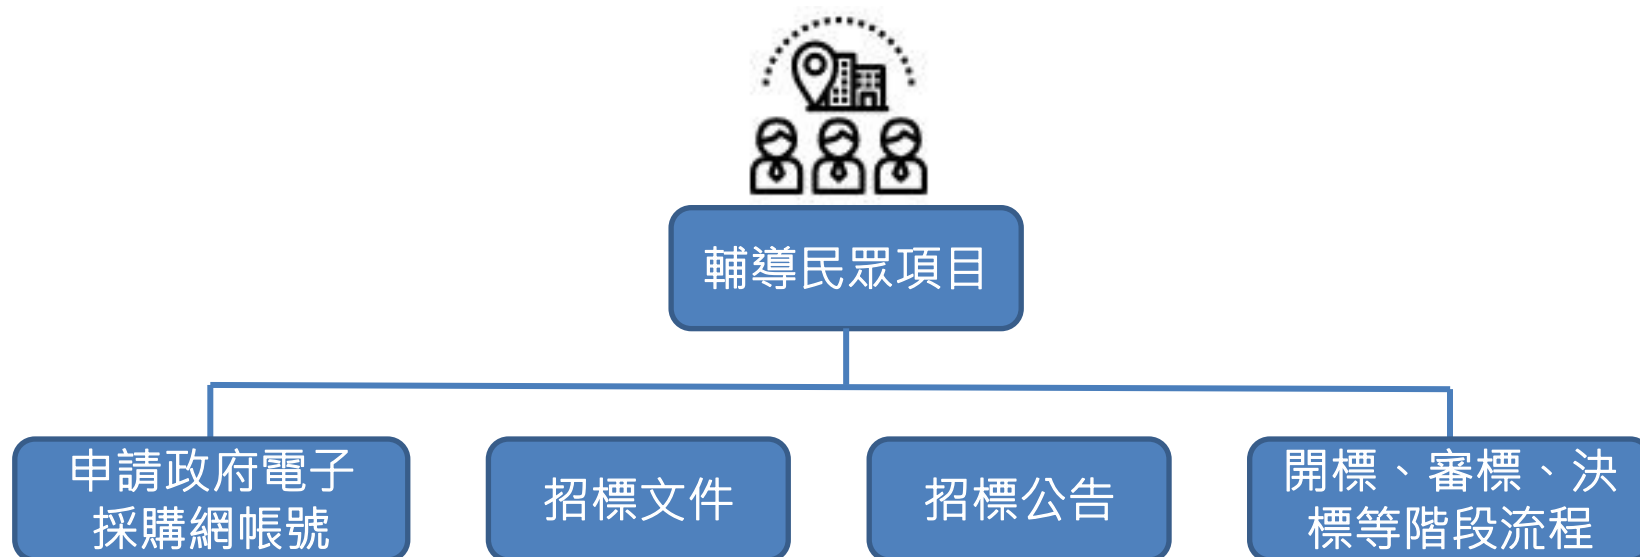 輔導民眾項目
申請政府電子
採購網帳號
招標文件
招標公告
開標、審標、決
標等階段流程